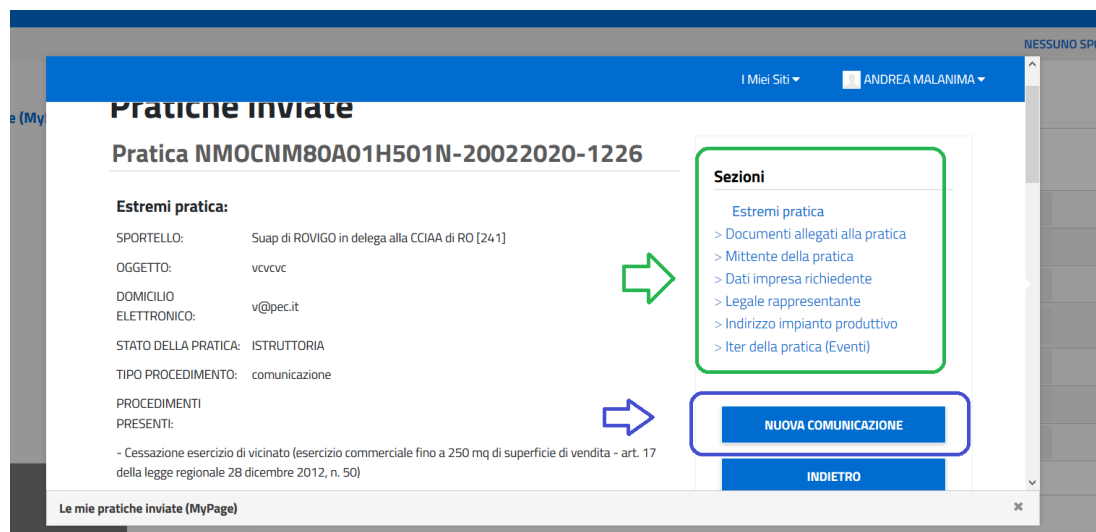 NESSUNO SPO
I Miei Siti
ANDREA MALANIMA
e (My
Pratiche inviate
Pratica NMOCNM80A01H501N-20022020-1226
Estremi pratica:
SPORTELLO: Suap di ROVIGO in delega alla CCIAA di RO [241]
OGGETTO: vcvcvc
DOMICILIO
ELETTRONICO: v@pec.it
STATO DELLA PRATICA: ISTRUTTORIA
TIPO PROCEDIMENTO: comunicazione
PROCEDIMENTI
PRESENTI:
- Cessazione esercizio di vicinato (esercizio commerciale fino a 250 mq di superficie di vendita - art. 17
della legge regionale 28 dicembre 2012, n. 50)
Sezioni
Estremi pratica
> Documenti allegati alla pratica
> Mittente della pratica
> Dati impresa richiedente
> Legale rappresentante
> Indirizzo impianto produttivo
> Iter della pratica (Eventi)
NUOVA COMUNICAZIONE
INDIETRO
Le mie pratiche inviate (MyPage)